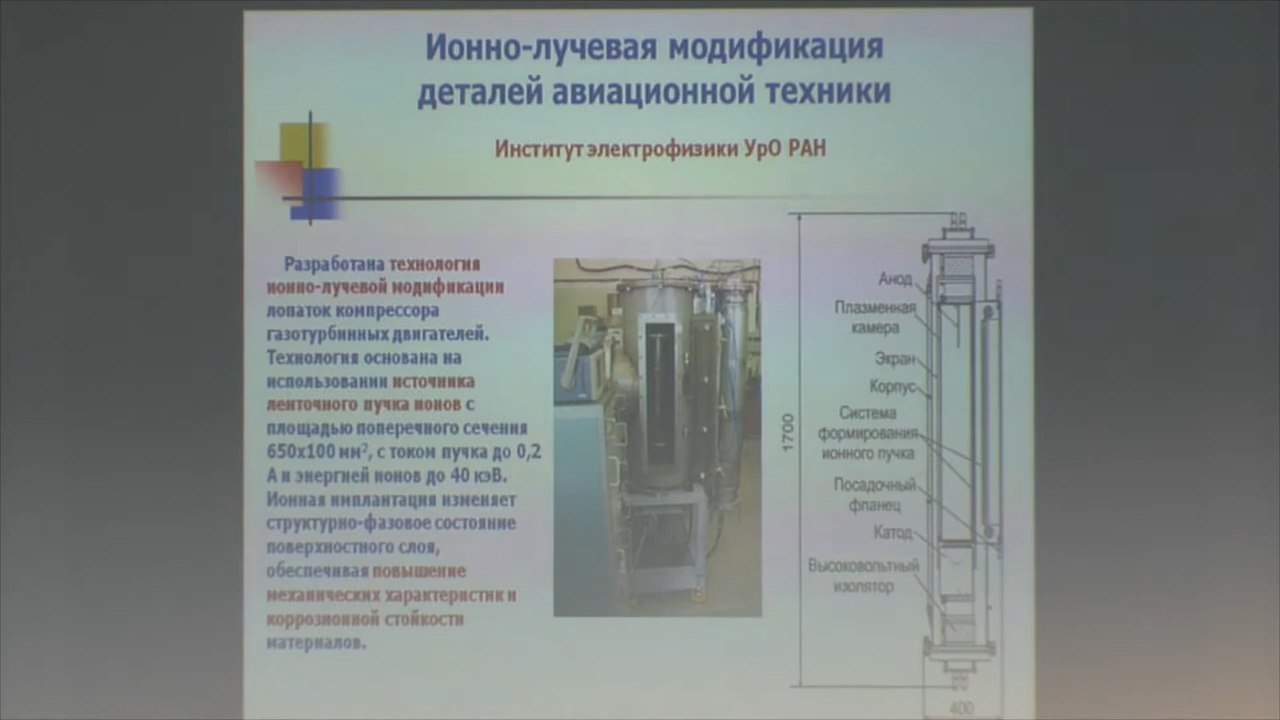 Ионно-лучевая модификация
деталей авиационной техники
Институт электрофизики УрО РАН
Разработана технология
ионно-лучевой модификации
лопаток компрессора
газотурбинных двигателей.
Технология основана на
использовании источника
ленточного пучка ионов с
площадью поперечного сечения
650х100 мм², с током пучка до 0,2
А и энергией ионов до 40 кэВ.
Ионная имплантация изменяет
структурно-фазовое состояние
поверхностного слоя,
обеспечивая повышение
механических характеристик и
коррозионной стойкости
материалов.
1700
Анод
Плазменная
камера
Экран
Корпус
Система
формирования
ионного пучка
Посадочный
фланец
Катод
Высоковольтный
изолятор
400